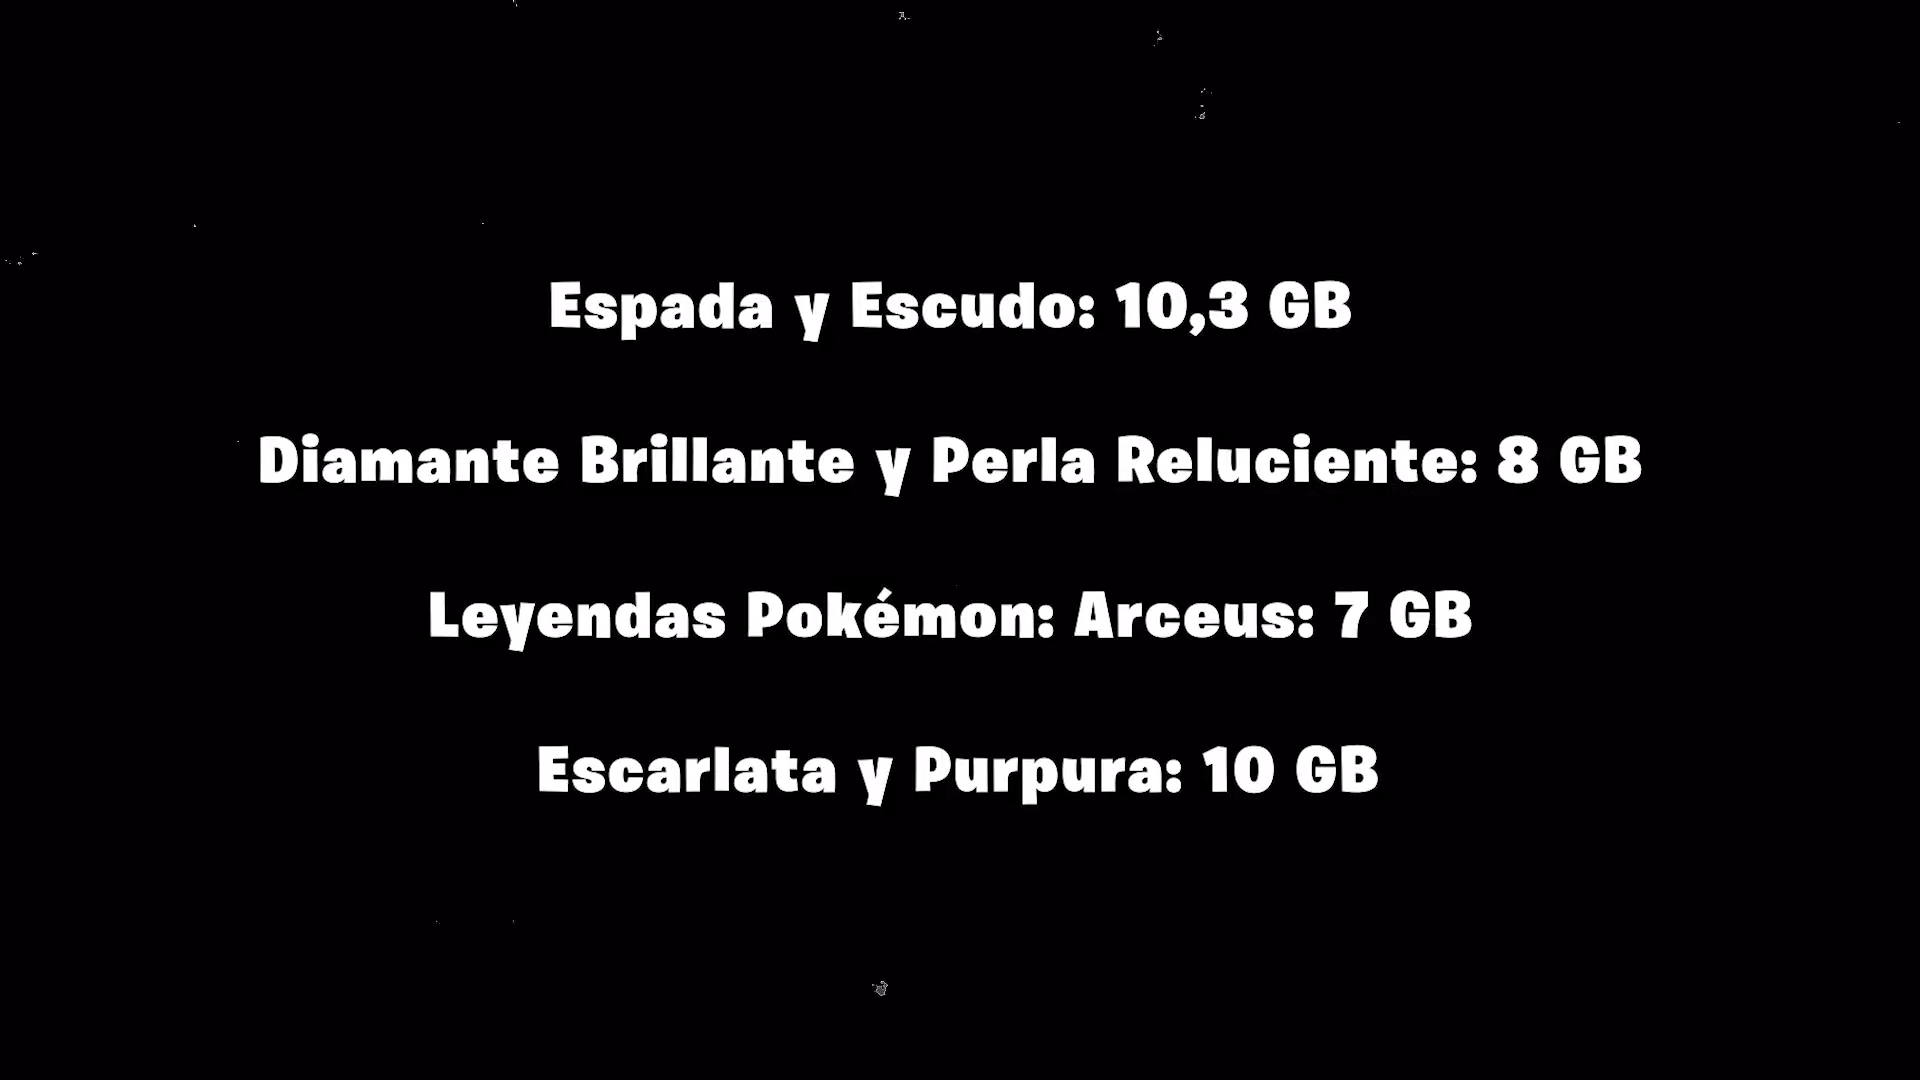 Espada y Escudo: 10,3 GB
Diamante Brillante y Perla Reluciente: 8 GB
Leyendas Pokémon: Arceus: 7 GB
Escarlata y Purpura: 10 GB